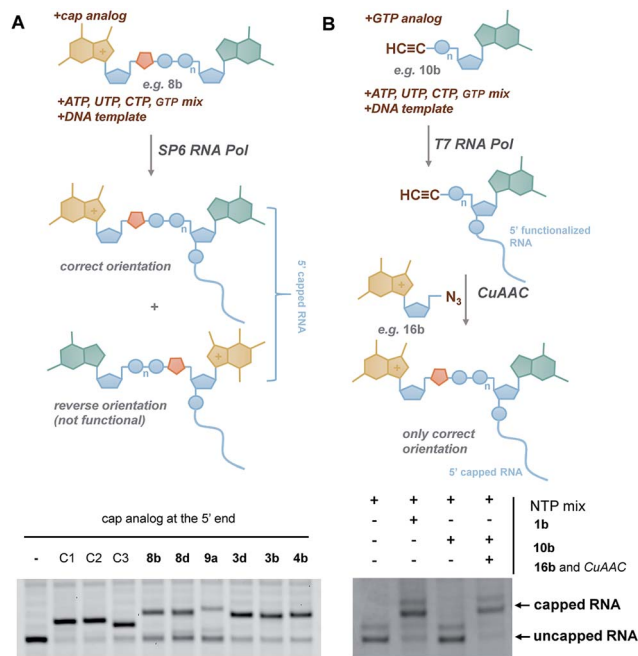 A
+cap analog
+
n
e.g. 8b
+ATP, UTP, CTP, GTP mix
+DNA template
SP6 RNA Pol
+
n
correct orientation
+
n
+
reverse orientation
(not functional)
5' capped RNA
cap analog at the 5' end
- C1 C2 C3 8b 8d 9a 3d 3b 4b
B
+GTP analog
HC≡C
n
e.g. 10b
+ATP, UTP, CTP, GTP mix
+DNA template
T7 RNA Pol
HC≡C
n
5' functionalized
RNA
+
N3
CuAAC
e.g. 16b
+
n
only correct
orientation
5' capped RNA
+ + + + NTP mix
- + - - 1b
- - + + 10b
- - - + 16b and CuAAC
capped RNA
uncapped RNA